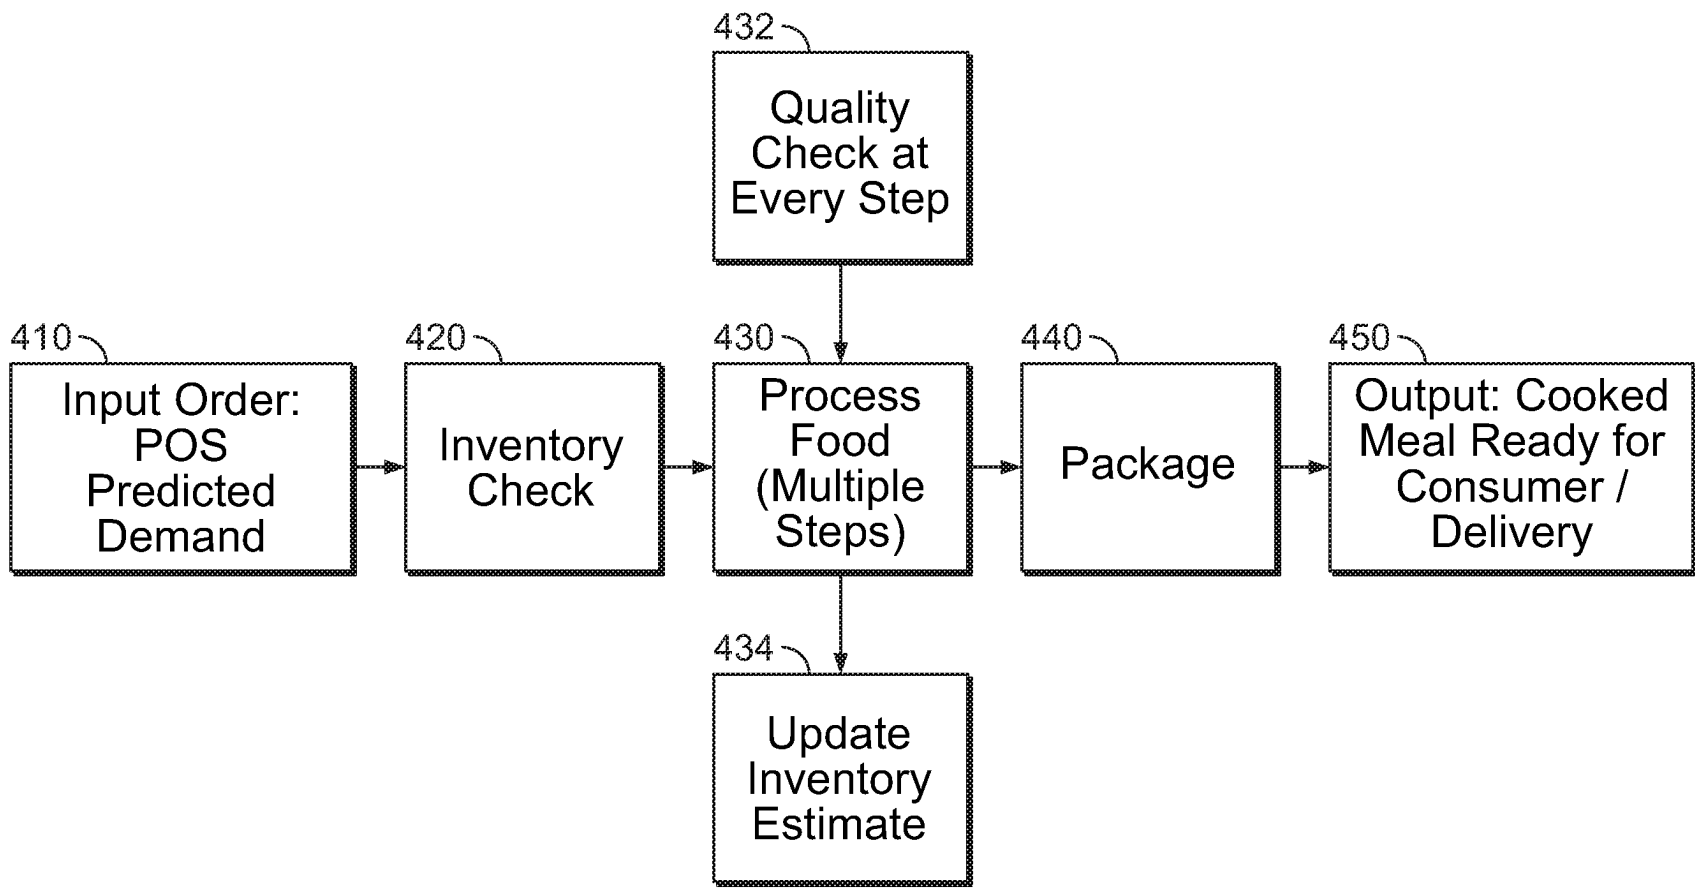 432
Quality
Check at
Every Step
410
Input Order:
POS
Predicted
Demand
420
Inventory
Check
430
Process
Food
(Multiple
Steps)
440
Package
450
Output: Cooked
Meal Ready for
Consumer /
Delivery
434
Update
Inventory
Estimate